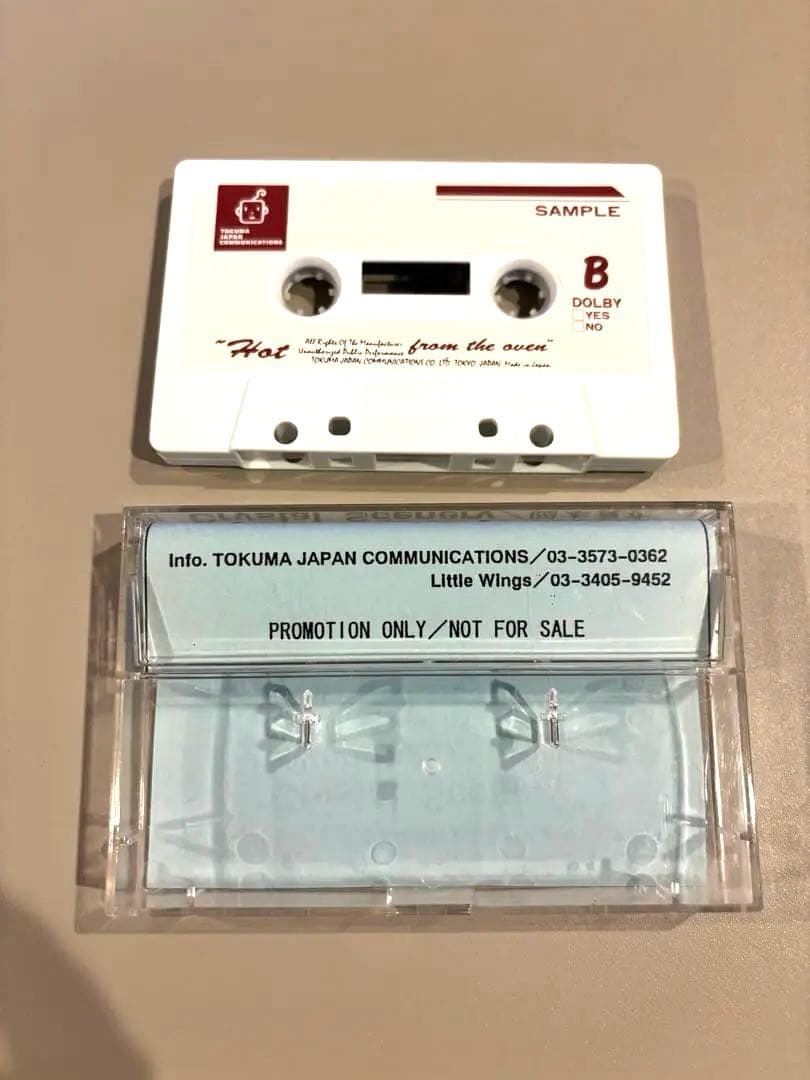 TOKUMA
JAPAN
COMMUNICATIONS
SAMPLE
B
DOLBY
YES
NO
"Hot from the oven"
All Rights Of The Manufacturer
Unauthorized Public Performance
TOKUMA JAPAN COMMUNICATIONS CO. LTD. TOKYO JAPAN Made in Japan
Crystal Scenery/
Info. TOKUMA JAPAN COMMUNICATIONS/03-3573-0362
Little Wings/03-3405-9452
PROMOTION ONLY/NOT FOR SALE